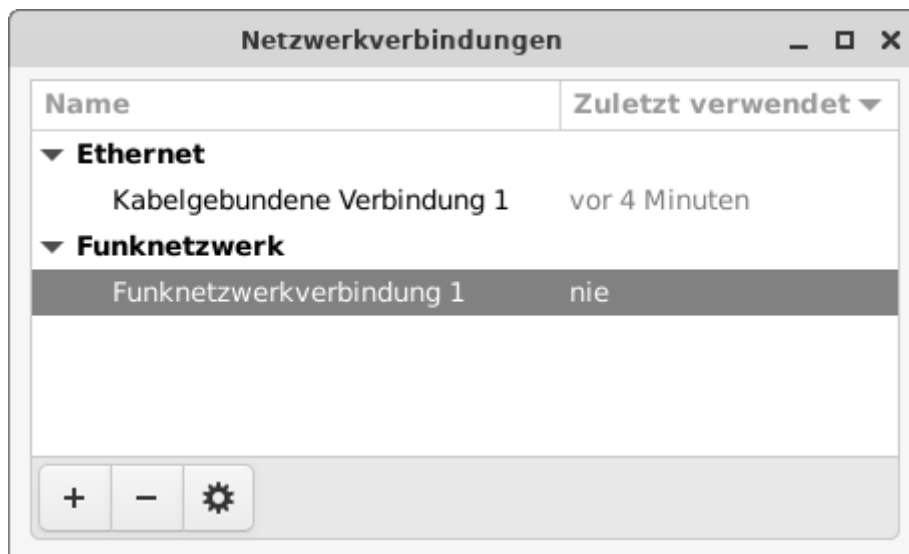 Netzwerkverbindungen
Name Zuletzt verwendet
Ethernet
Kabelgebundene Verbindung 1 vor 4 Minuten
Funknetzwerk
Funknetzwerkverbindung 1 nie